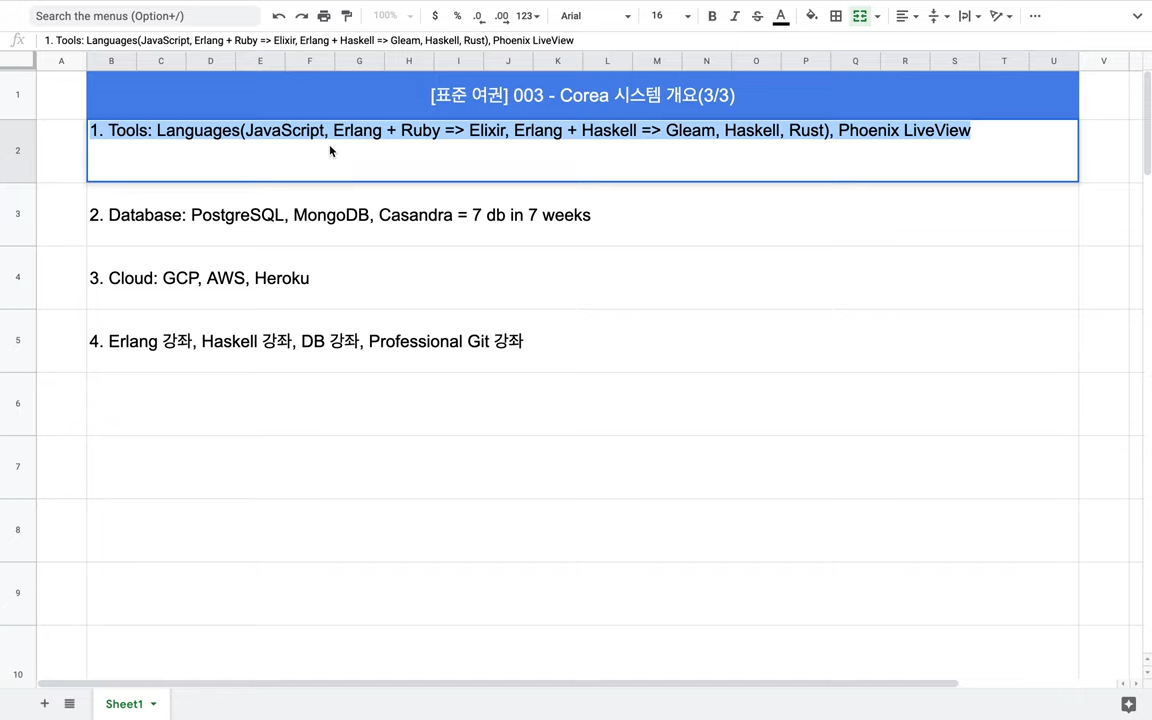 Search the menus (Option+/)
100%
$ % .0 .00 123
Arial
16
B I S A
fx 1. Tools: Languages(JavaScript, Erlang + Ruby => Elixir, Erlang + Haskell => Gleam, Haskell, Rust), Phoenix LiveView
A B C D E F G H I J K L M N O P Q R S T U V
1 [표준 여권] 003 - Corea 시스템 개요(3/3)
2 1. Tools: Languages(JavaScript, Erlang + Ruby => Elixir, Erlang + Haskell => Gleam, Haskell, Rust), Phoenix LiveView
3 2. Database: PostgreSQL, MongoDB, Casandra = 7 db in 7 weeks
4 3. Cloud: GCP, AWS, Heroku
5 4. Erlang 강좌, Haskell 강좌, DB 강좌, Professional Git 강좌
6
7
8
9
10
Sheet1